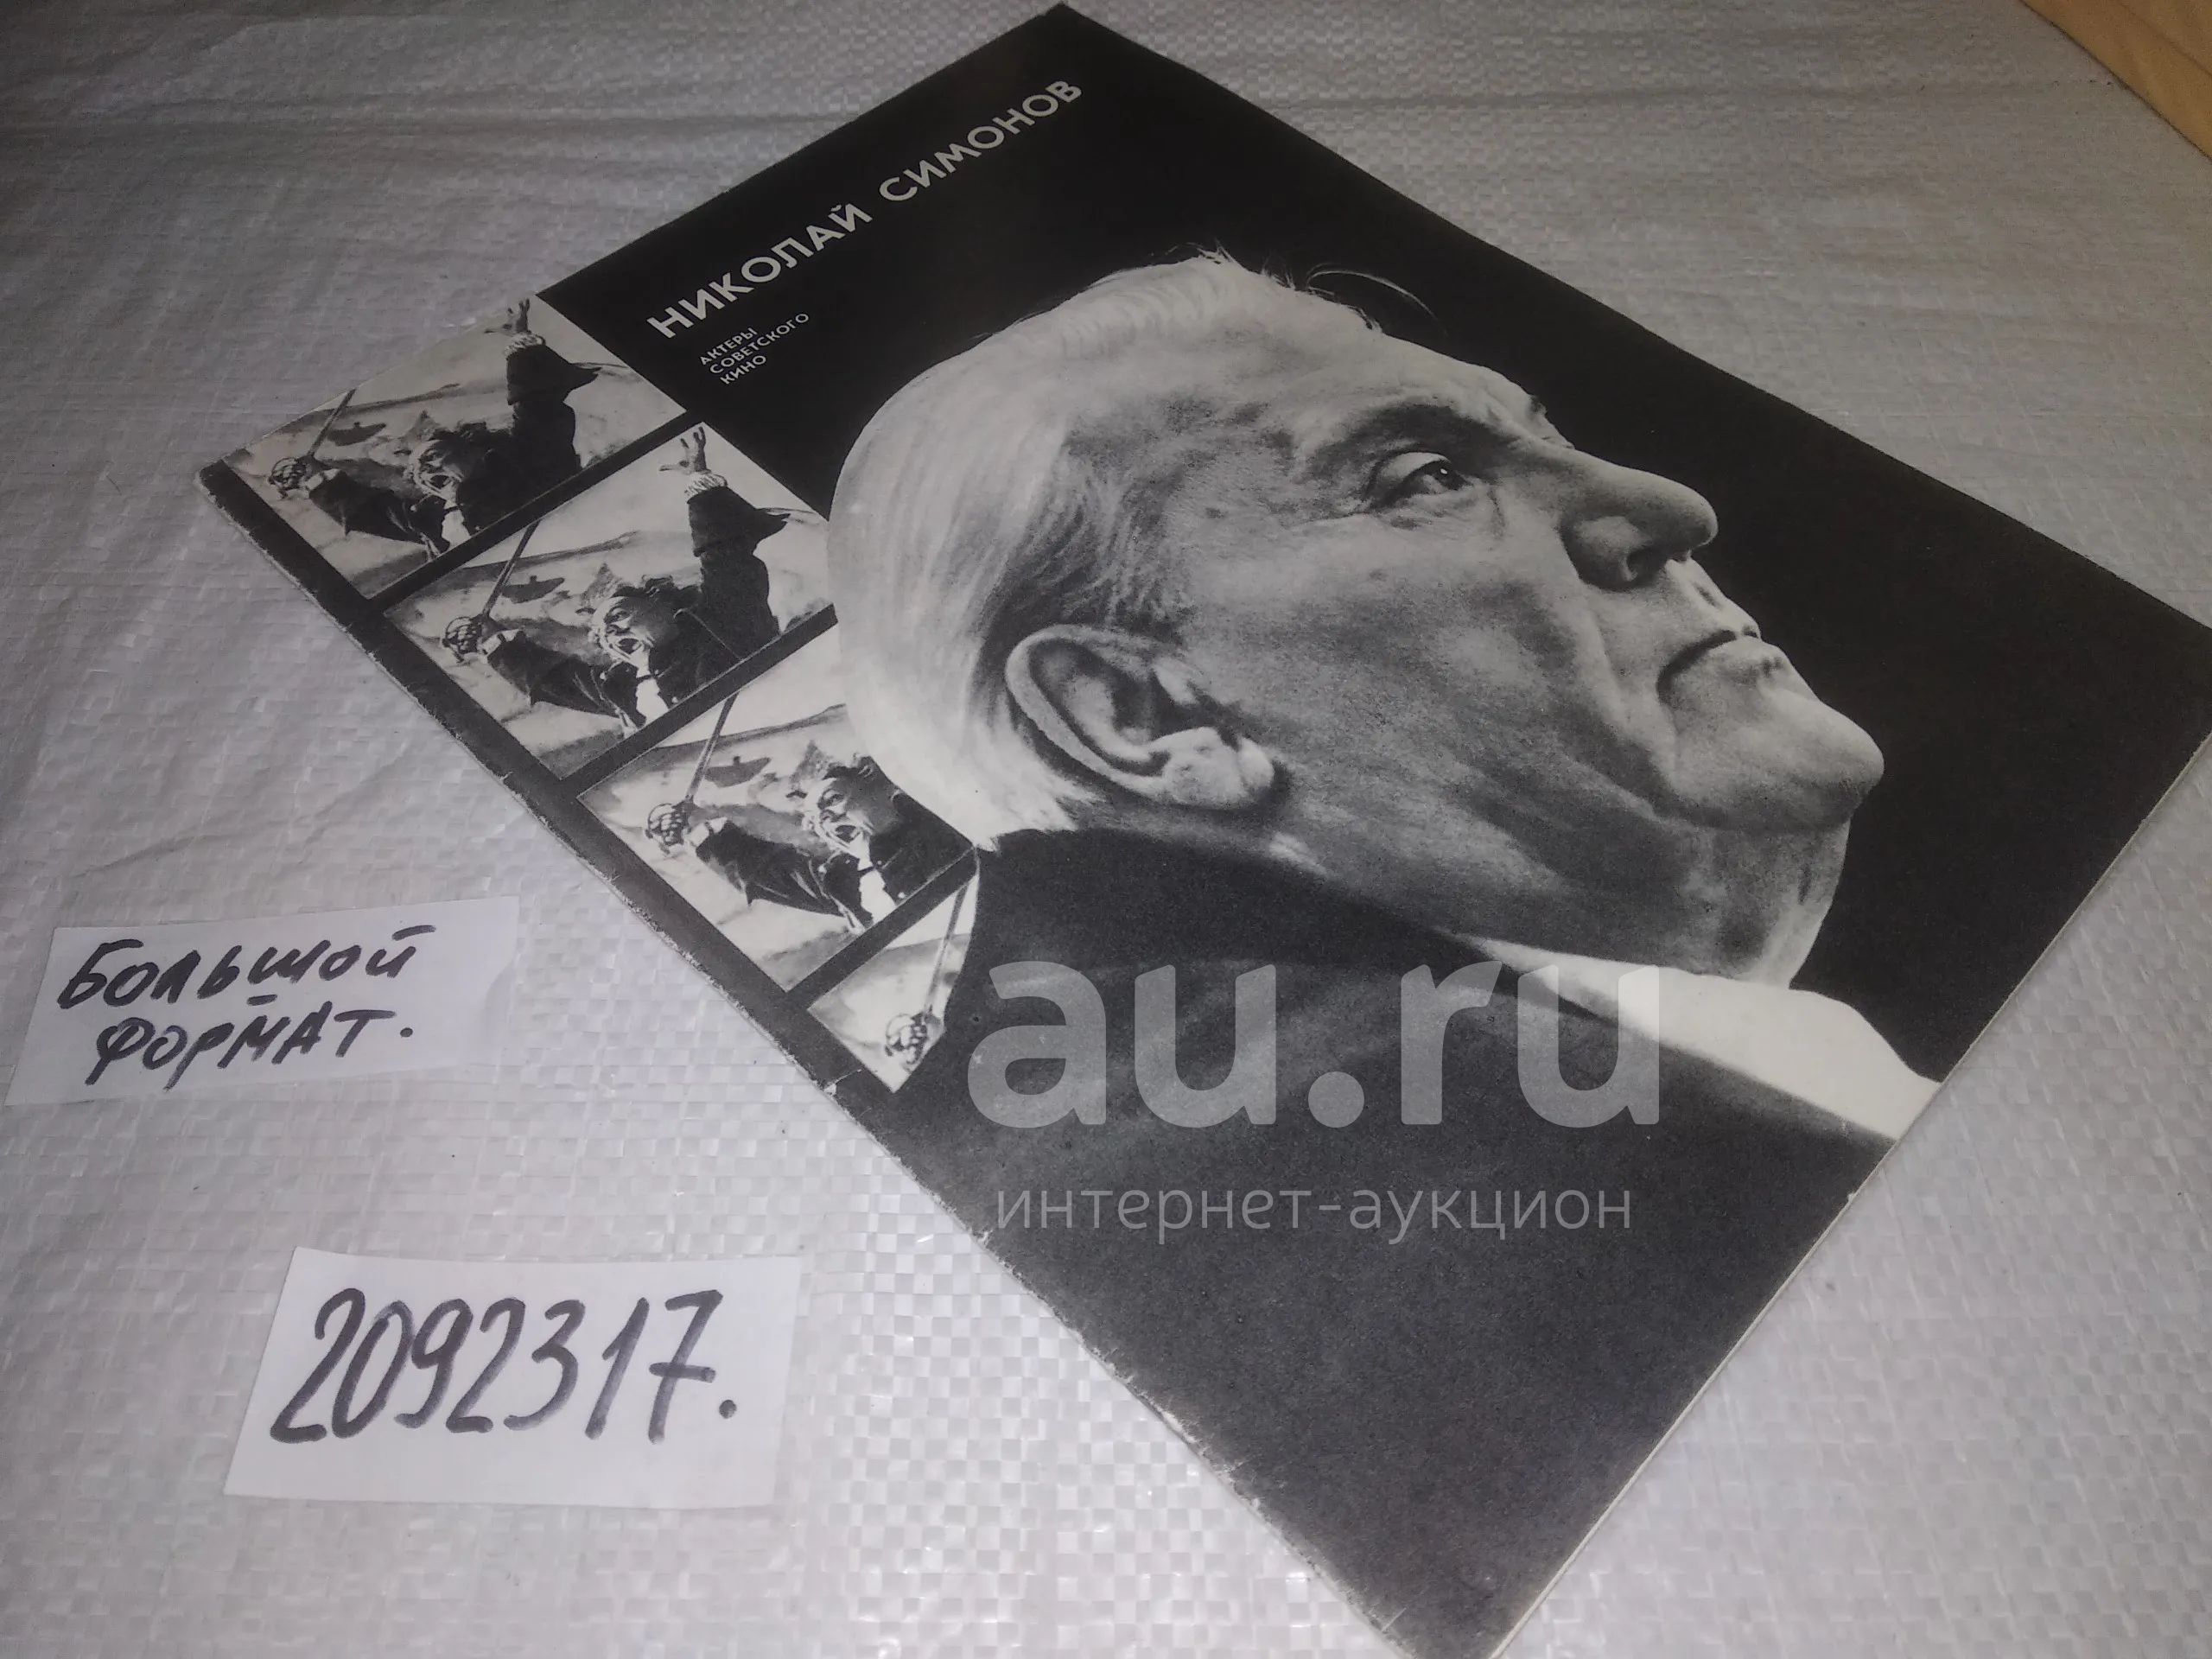 НИКОЛАЙ СИМОНОВ
АКТЕРЫ
СОВЕТСКОГО
КИНО
БОЛЬШОЙ
ФОРМАТ.
2092317.
au.ru
интернет-аукцион